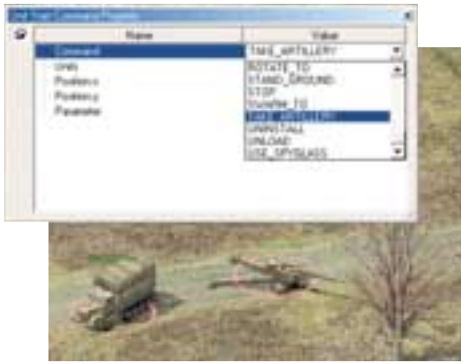 Name Value
Command TAKE_ARTILLERY
Units
Position x
Position y
Parameter
ROTATE_TO
STAND_GROUND
STOP
SWARM_TO
TAKE_ARTILLERY
UNINSTALL
UNLOAD
USE_SPYGLASS